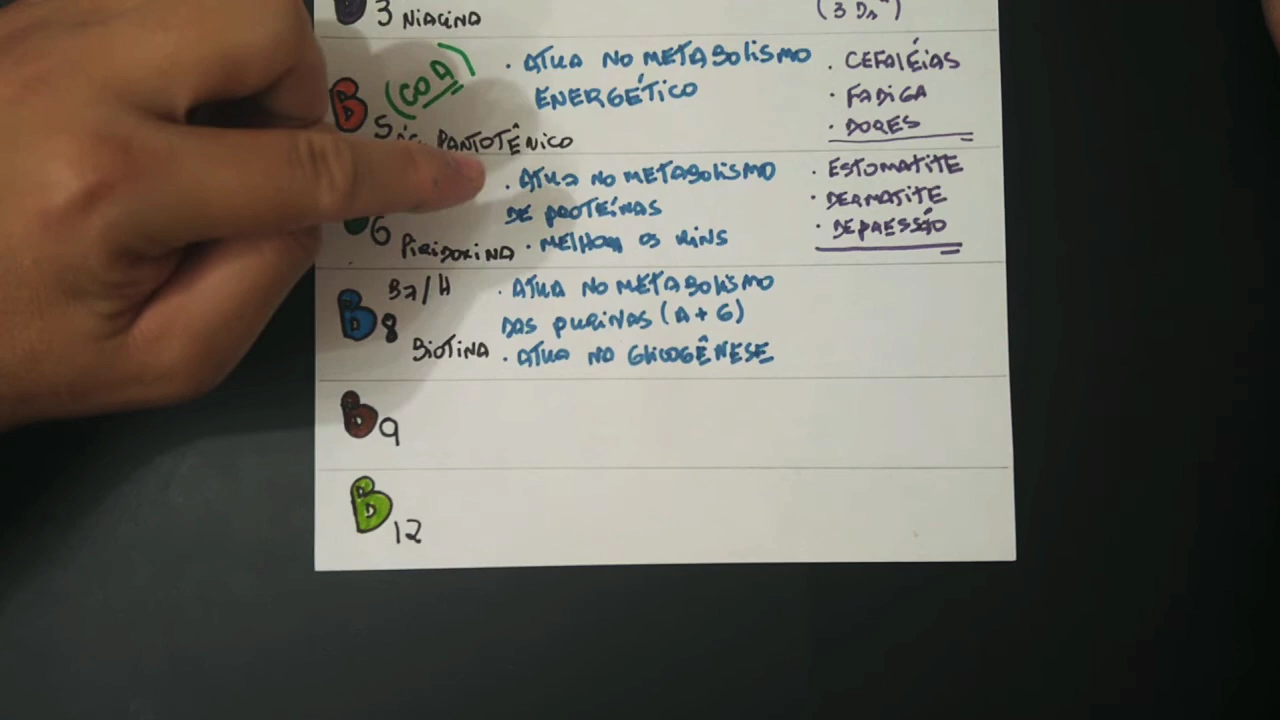 3 NIACINA
(3 Ds")
B5 (COA)
ÁC. PANTOTÊNICO
. ATUA NO METABOLISMO
ENERGÉTICO
. CEFALÉIAS
. FADIGA
. DORES
6 PIRIDOXINA
. ATUA NO METABOLISMO
DE PROTEÍNAS
. MELHORA OS RINS
. ESTOMATITE
. DERMATITE
. DEPRESSÃO
B8 B7/H
BIOTINA
. ATUA NO METABOLISMO
DAS PURINAS (A+G)
. ATUA NO GLICOGÊNESE
B9
B12